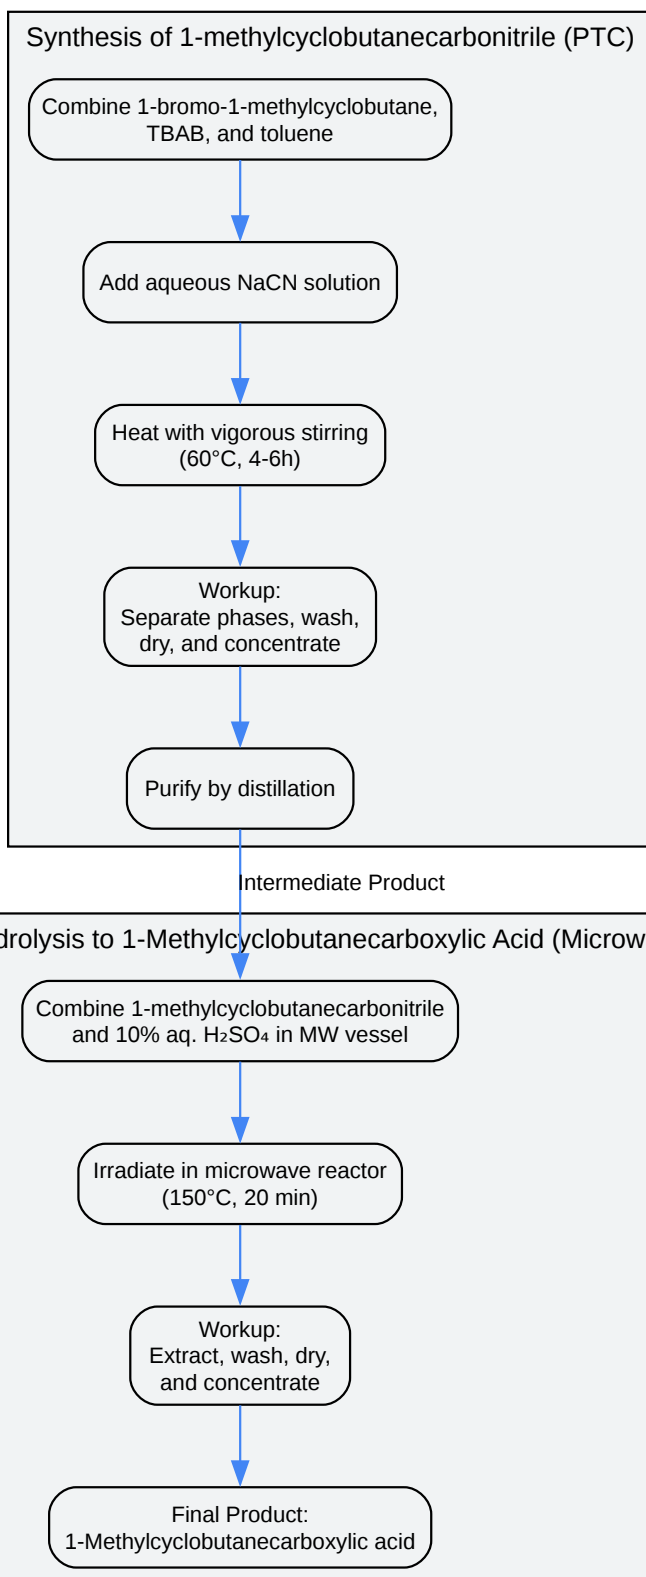 Synthesis of 1-methylcyclobutanecarbonitrile (PTC)
Combine 1-bromo-1-methylcyclobutane,
TBAB, and toluene
Add aqueous NaCN solution
Heat with vigorous stirring
(60°C, 4-6h)
Workup:
Separate phases, wash,
dry, and concentrate
Purify by distillation
Intermediate Product
to 1-Methylcyclobutanecarboxylic Acid
Combine 1-methylcyclobutanecarbonitrile
and 10% aq. H₂SO₄ in MW vessel
Irradiate in microwave reactor
(150°C, 20 min)
Workup:
Extract, wash, dry,
and concentrate
Final Product:
1-Methylcyclobutanecarboxylic acid